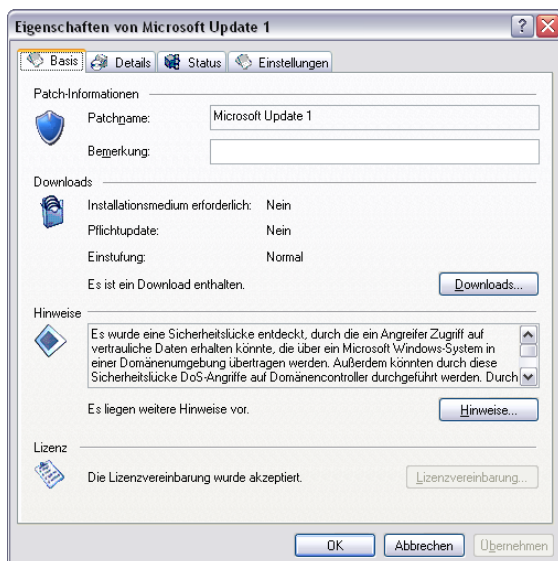 Eigenschaften von Microsoft Update 1
Basis Details Status Einstellungen
Patch-Informationen
Patchname: Microsoft Update 1
Bemerkung:
Downloads
Installationsmedium erforderlich: Nein
Pflichtupdate: Nein
Einstufung: Normal
Es ist ein Download enthalten. Downloads...
Hinweise
Es wurde eine Sicherheitslücke entdeckt, durch die ein Angreifer Zugriff auf
vertrauliche Daten erhalten könnte, die über ein Microsoft Windows-System in
einer Domänenumgebung übertragen werden. Außerdem könnten durch diese
Sicherheitslücke DoS-Angriffe auf Domänencontroller durchgeführt werden. Durch
Es liegen weitere Hinweise vor. Hinweise...
Lizenz
Die Lizenzvereinbarung wurde akzeptiert. Lizenzvereinbarung...
OK Abbrechen Übernehmen